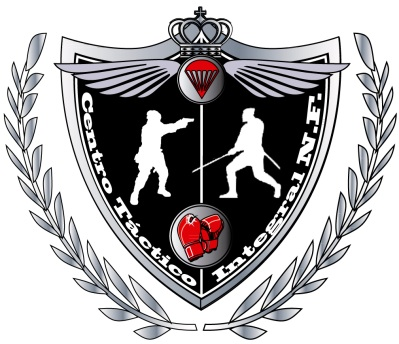 Centro Táctico
Integral N.F.